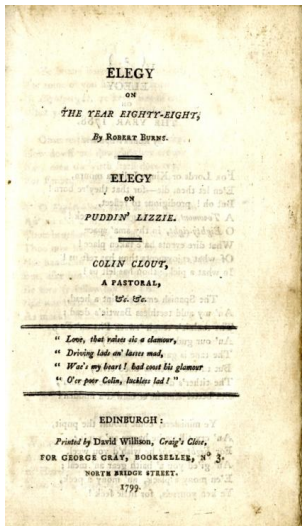 ELEGY
ON
THE YEAR EIGHTY-EIGHT,
By ROBERT BURNS.
ELEGY
ON
PUDDIN' LIZZIE.
COLIN CLOUT,
A PASTORAL,
&c. &c.
" Love, that raises sic a clamour,
" Driving lads an' lasses mad,
" Wae's my heart! had coost his glamour
" O'er poor Colin, luckless lad! "
EDINBURGH:
Printed by David Willison, Craig's Close,
FOR GEORGE GRAY, BOOKSELLER, No 3.
NORTH BRIDGE STREET.
1799.